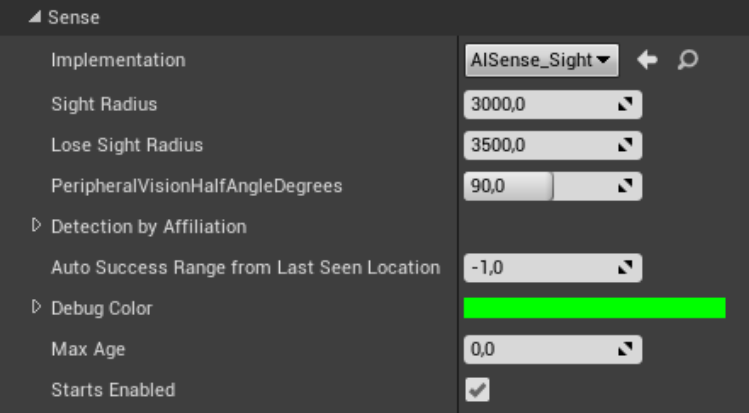 Sense
Implementation AISense_Sight
Sight Radius 3000,0
Lose Sight Radius 3500,0
PeripheralVisionHalfAngleDegrees 90,0
Detection by Affiliation
Auto Success Range from Last Seen Location -1,0
Debug Color
Max Age 0,0
Starts Enabled